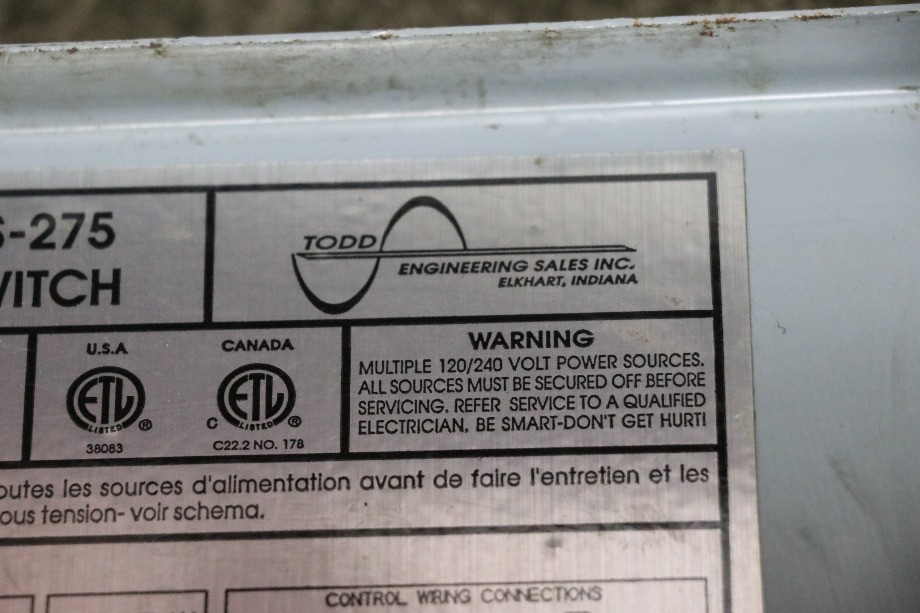 S-275
WITCH
TODD
ENGINEERING SALES INC.
ELKHART, INDIANA
U.S.A
ETL
LISTED
®
38083
CANADA
C
ETL
LISTED
®
C22.2 NO. 178
WARNING
MULTIPLE 120/240 VOLT POWER SOURCES.
ALL SOURCES MUST BE SECURED OFF BEFORE
SERVICING. REFER SERVICE TO A QUALIFIED
ELECTRICIAN. BE SMART-DON'T GET HURT!
outes les sources d'alimentation avant de faire l'entretien et les
ous tension- voir schema.
CONTROL WIRING CONNECTIONS